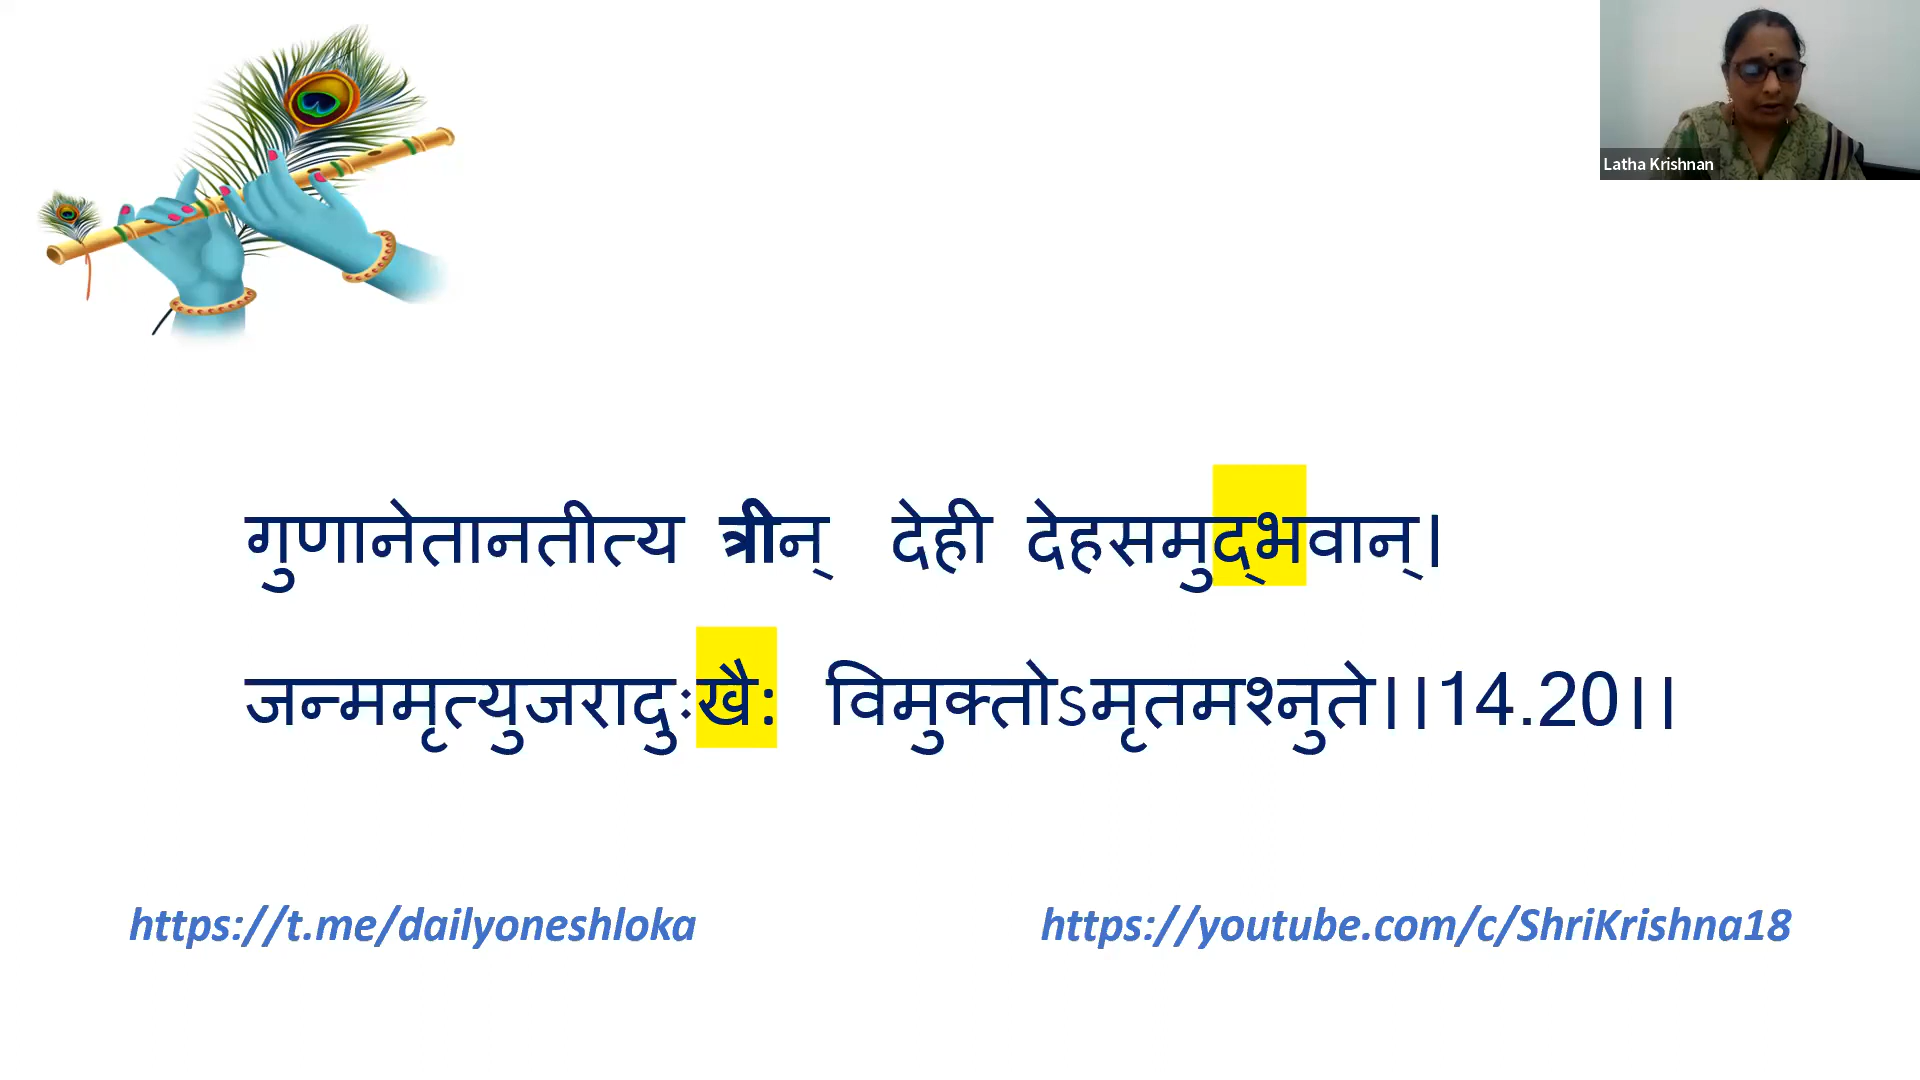 Latha Krishnan
गुणानेतानतीत्य त्रीन् देही देहसमुद्भवान्।
जन्ममृत्युजरादुःखै: विमुक्तोऽमृतमश्नुते।।14.20।।
https://t.me/dailyoneshloka
https://youtube.com/c/ShriKrishna18